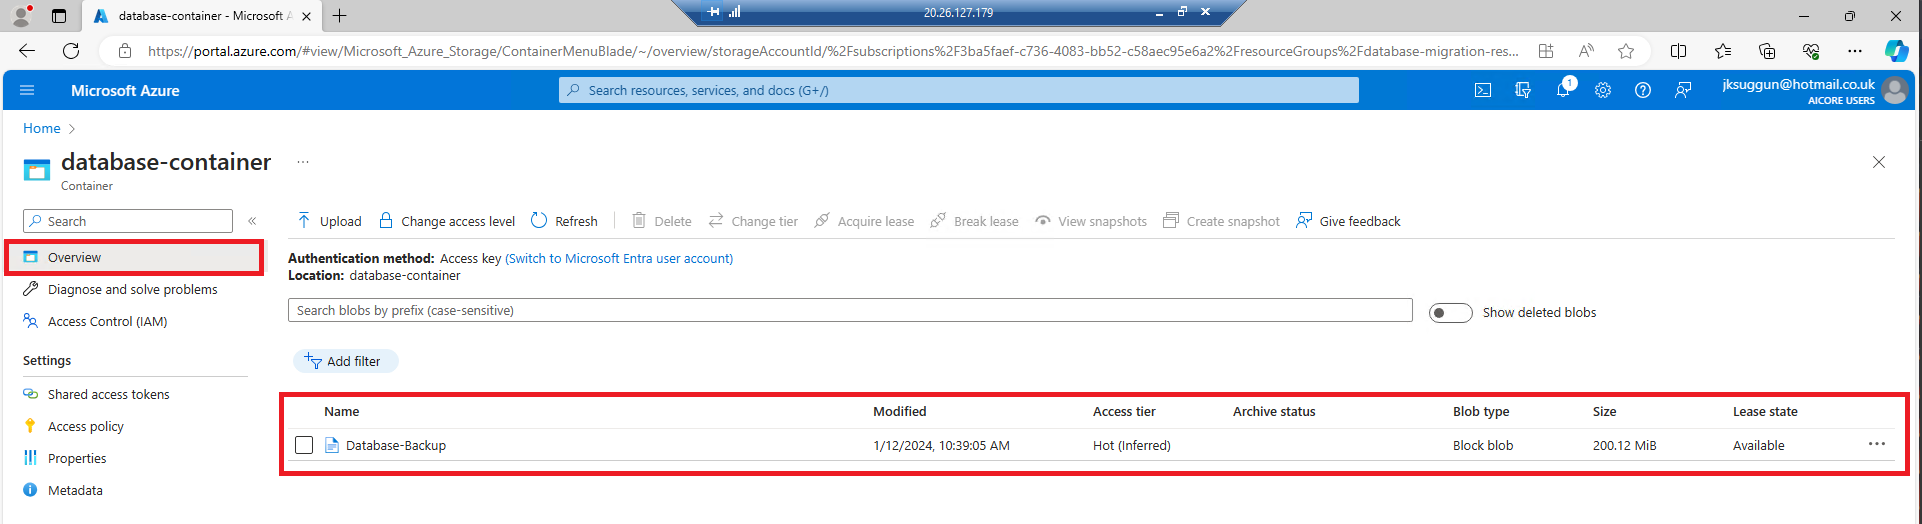 database-container - Microsoft A
20.26.127.179
https://portal.azure.com/#view/Microsoft_Azure_Storage/ContainerMenuBlade/~/overview/storageAccountId/%2Fsubscriptions%2F3ba5faef-c736-4083-bb52-c58aec95e6a2%2FresourceGroups%2Fdatabase-migration-res...
Microsoft Azure
Search resources, services, and docs (G+/)
1
jksuggun@hotmail.co.uk
AICORE USERS
Home
database-container
...
Container
Search
«
Upload
Change access level
Refresh
Delete
Change tier
Acquire lease
Break lease
View snapshots
Create snapshot
Give feedback
Overview
Diagnose and solve problems
Access Control (IAM)
Settings
Shared access tokens
Access policy
Properties
Metadata
Authentication method: Access key (Switch to Microsoft Entra user account)
Location: database-container
Search blobs by prefix (case-sensitive)
Show deleted blobs
Add filter
Name Modified Access tier Archive status Blob type Size Lease state
Database-Backup 1/12/2024, 10:39:05 AM Hot (Inferred) Block blob 200.12 MiB Available ...